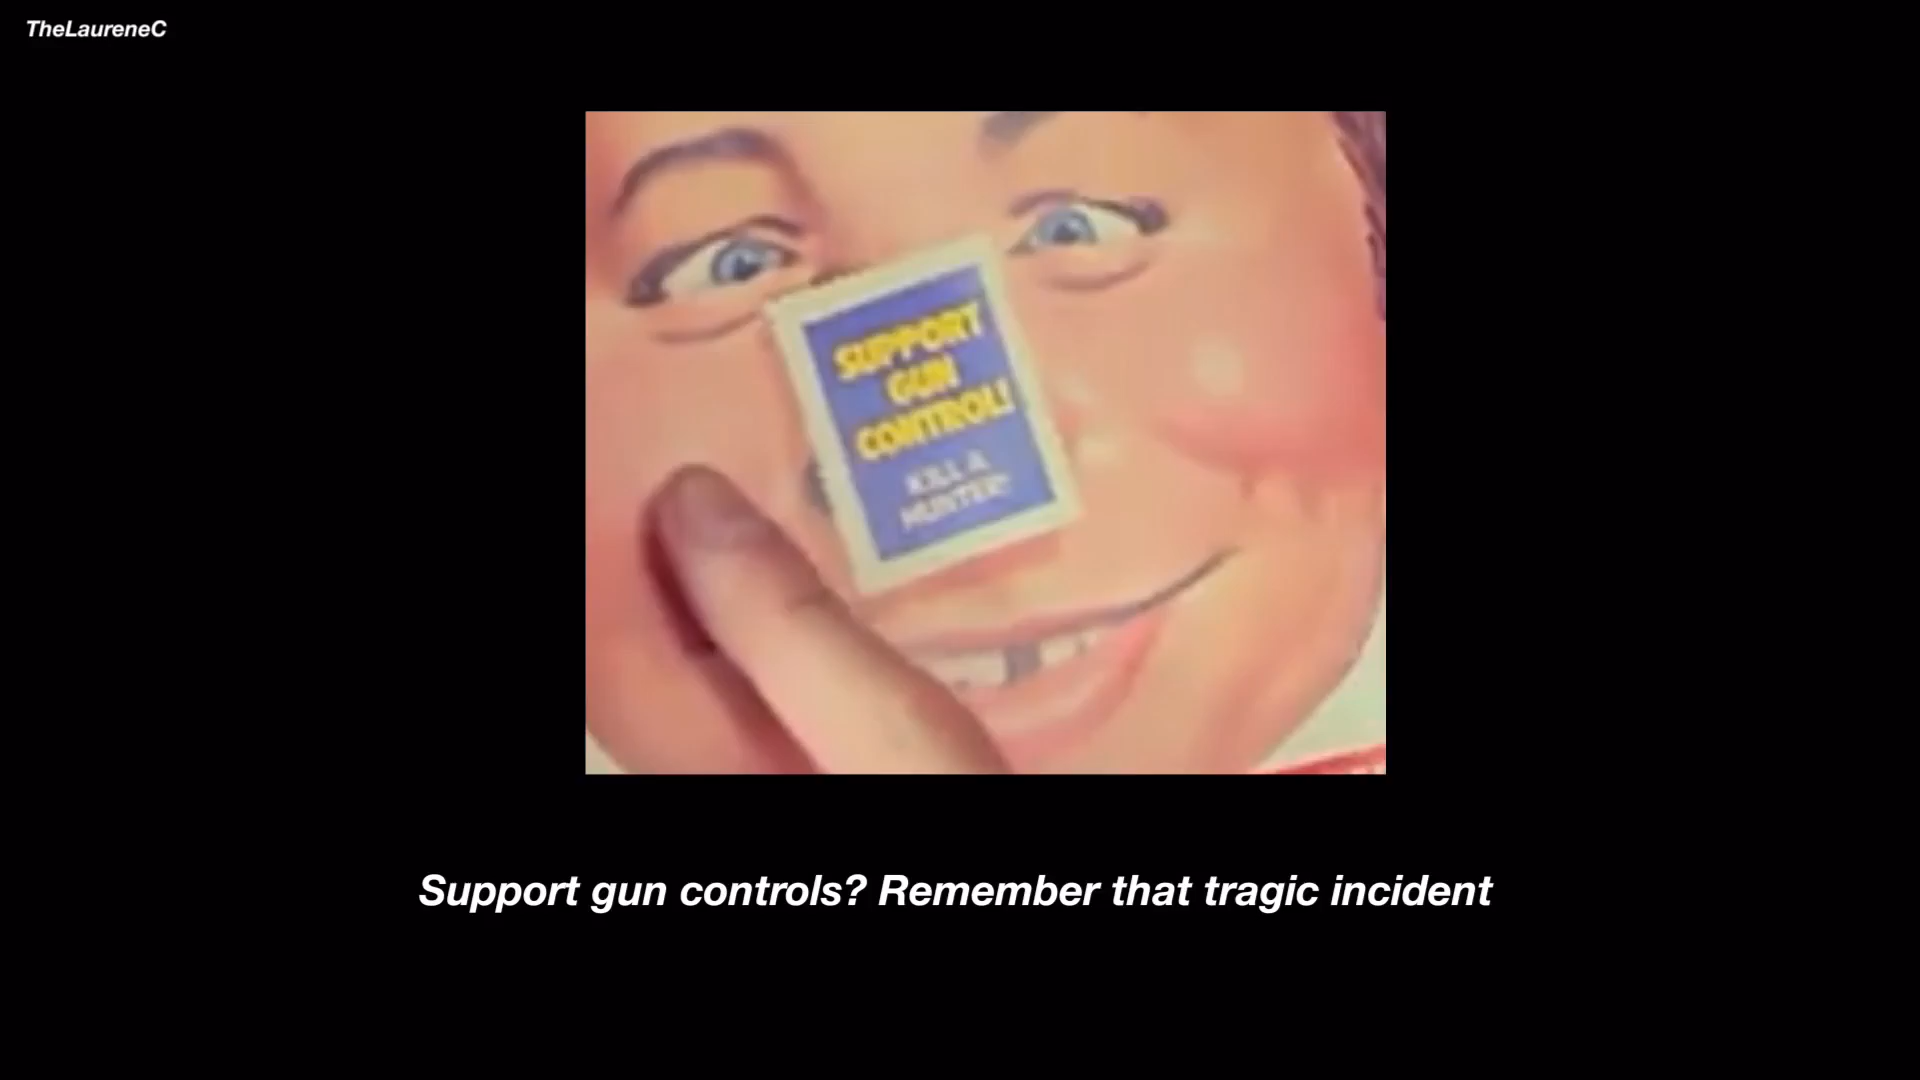 TheLaureneC
SUPPORT
GUN
CONTROL!
KILL A
HUNTER!
Support gun controls? Remember that tragic incident